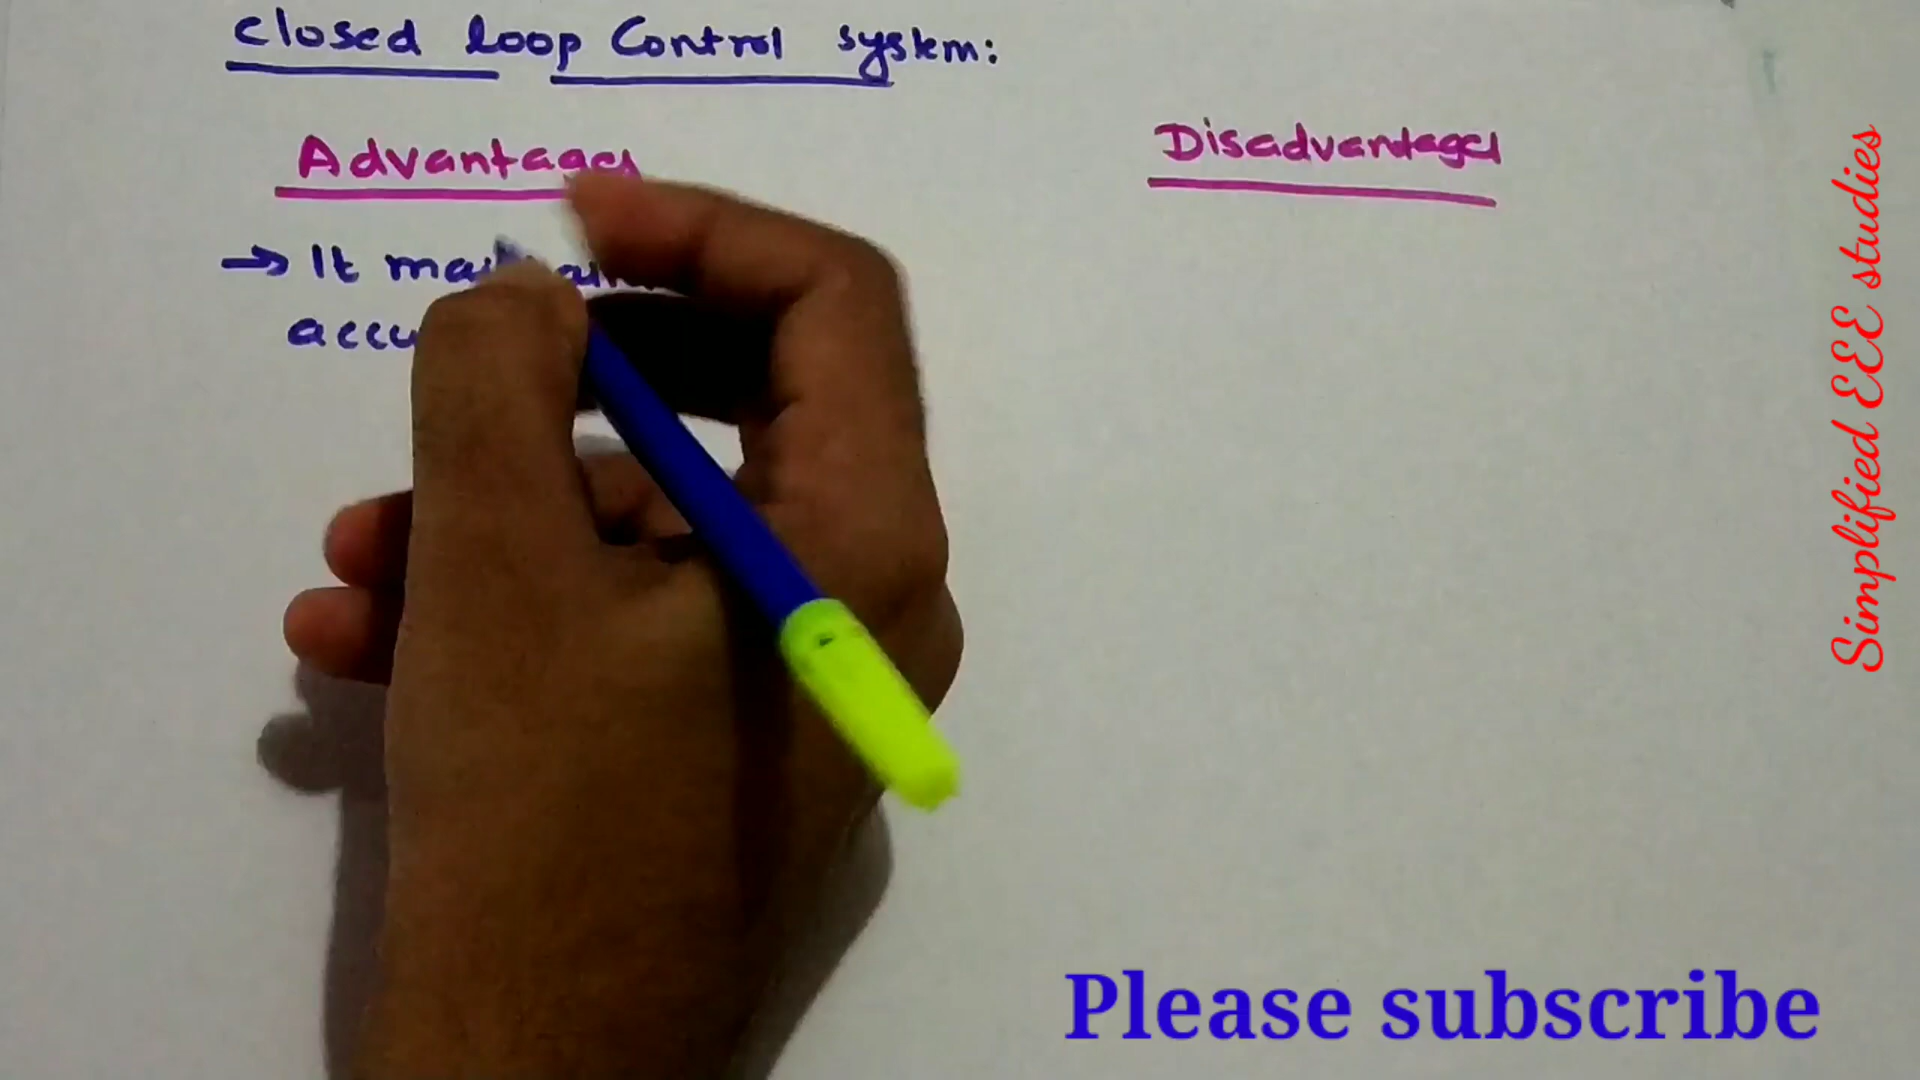 Closed loop Control system:
Advantages
Disadvantages
→ It
Simplified EEE studies
Please subscribe